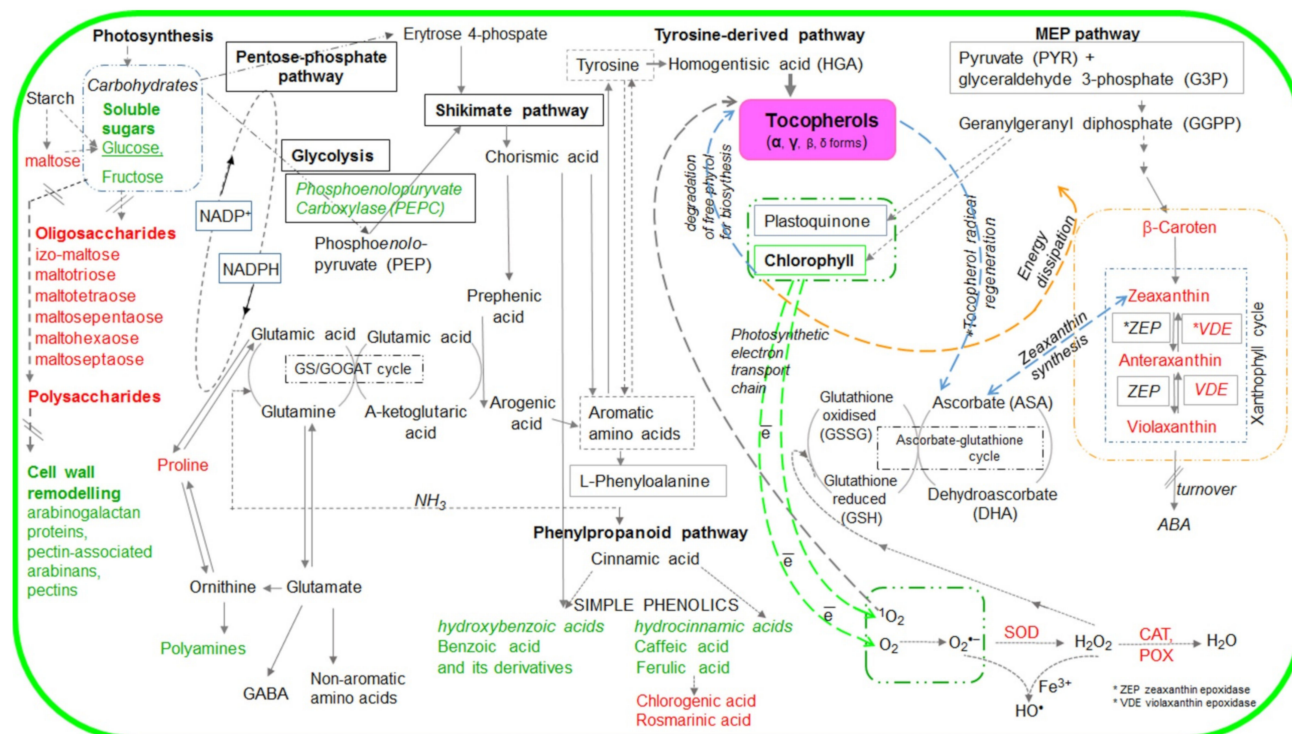 Photosynthesis
Carbohydrates
Starch
Soluble
sugars
Glucose,
Fructose
maltose
Pentose-phosphate
pathway
Erytrose 4-phospate
Shikimate pathway
Glycolysis
Phosphoenolopuryvate
Carboxylase (PEPC)
Phosphoenolo-
pyruvate (PEP)
NADP+
NADPH
Oligosaccharides
izo-maltose
maltotriose
maltotetraose
maltosepentaose
maltohexaose
maltoseptaose
Polysaccharides
Cell wall
remodelling
arabinogalactan
proteins,
pectin-associated
arabinans,
pectins
Glutamic acid
Glutamic acid
GS/GOGAT cycle
Glutamine
A-ketoglutaric
acid
Proline
NH3
Ornithine
Glutamate
Polyamines
GABA
Non-aromatic
amino acids
Chorismic acid
Prephenic
acid
Arogenic
acid
Tyrosine
Aromatic
amino acids
L-Phenyloalanine
Phenylpropanoid pathway
Cinnamic acid
SIMPLE PHENOLICS
hydroxybenzoic acids
Benzoic acid
and its derivatives
hydrocinnamic acids
Caffeic acid
Ferulic acid
Chlorogenic acid
Rosmarinic acid
Tyrosine-derived pathway
Homogentisic acid (HGA)
Tocopherols
(α, γ, β, δ forms)
degradation
of free-phytol
for biosythesis
Plastoquinone
Chlorophyll
Photosynthetic
electron
transport
chain
e
e
e
*Tocopherol radical
regeneration
Energy
dissipation
Zeaxanthin
synthesis
MEP pathway
Pyruvate (PYR) +
glyceraldehyde 3-phosphate (G3P)
Geranylgeranyl diphosphate (GGPP)
β-Caroten
Zeaxanthin
*ZEP
*VDE
Anteraxanthin
ZEP
VDE
Violaxanthin
Xanthophyll cycle
turnover
ABA
Glutathione
oxidised
(GSSG)
Ascorbate (ASA)
Ascorbate-glutathione
cycle
Glutathione
reduced
(GSH)
Dehydroascorbate
(DHA)
¹O2
O2
O2•−
SOD
H2O2
CAT,
POX
H2O
Fe3+
HO•
* ZEP zeaxanthin epoxidase
* VDE violaxanthin epoxidase